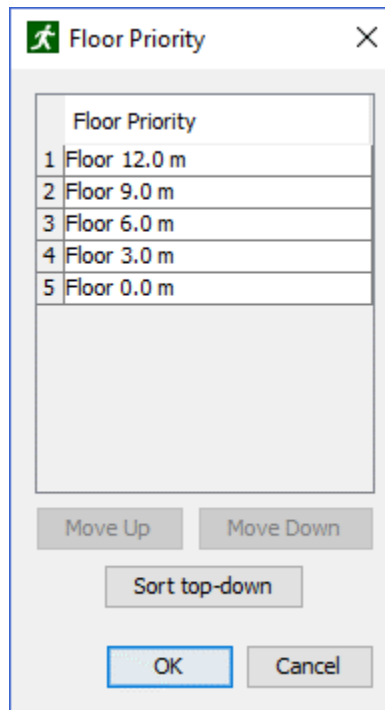 Floor Priority
Floor Priority
1 Floor 12.0 m
2 Floor 9.0 m
3 Floor 6.0 m
4 Floor 3.0 m
5 Floor 0.0 m
Move Up Move Down
Sort top-down
OK Cancel